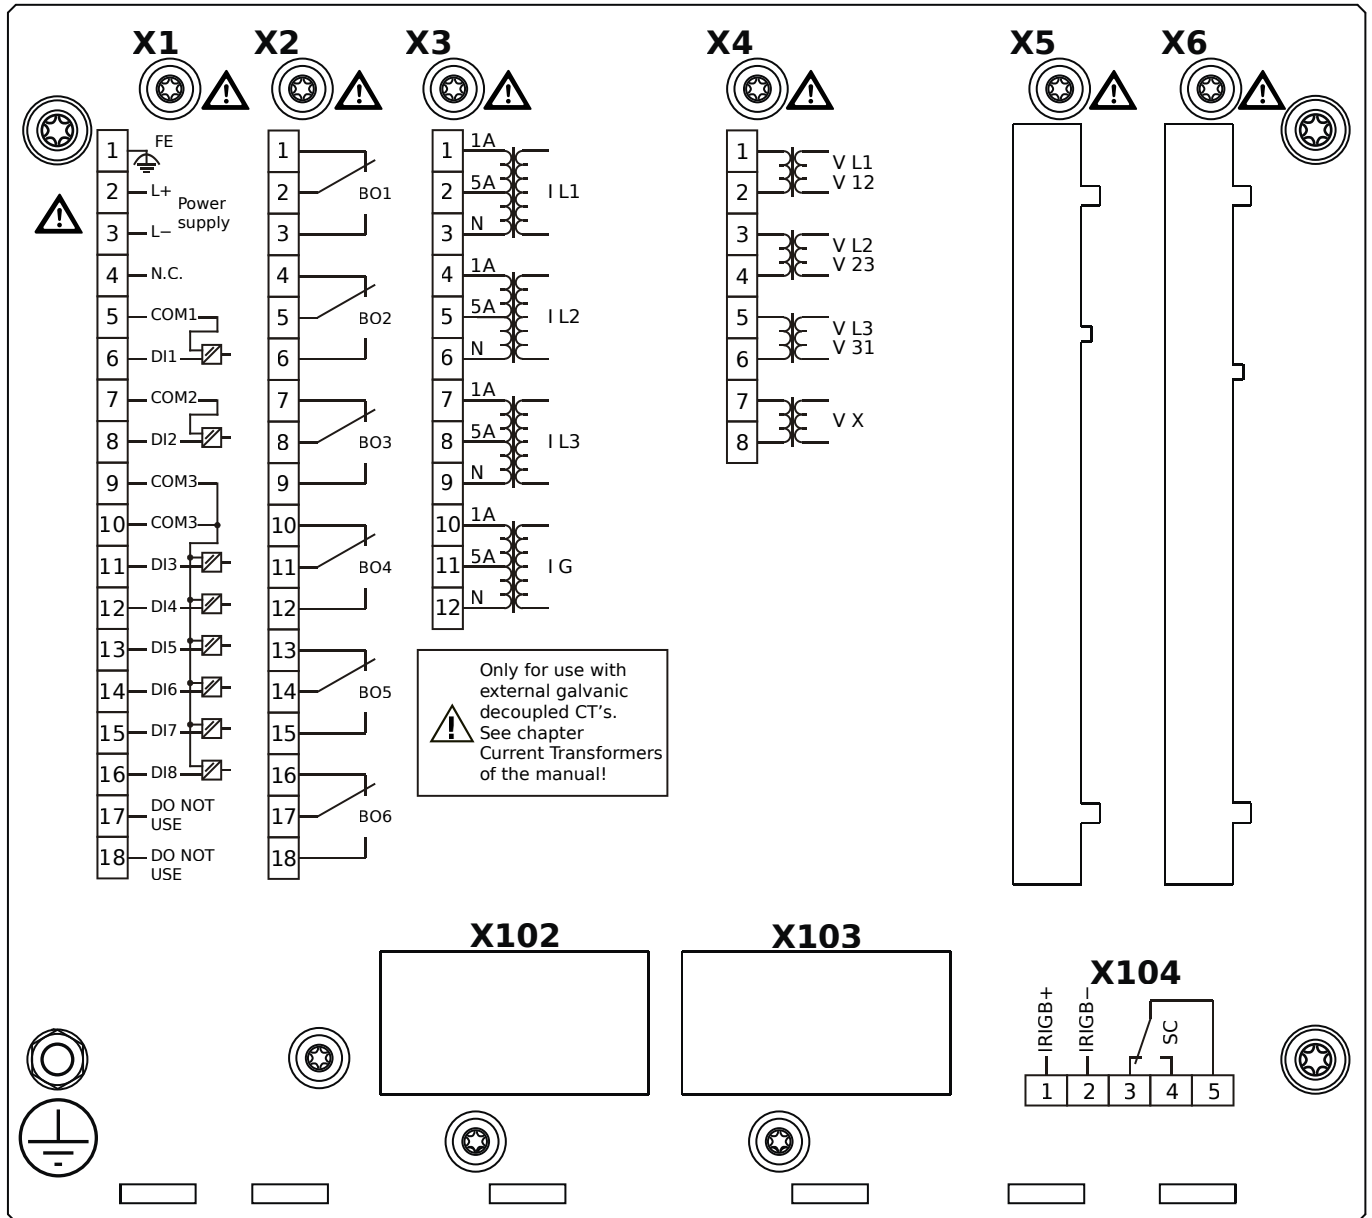 X1 X2 X3 X4 X5 X6
1 FE
2 L+
Power
supply
3 L−
4 N.C.
5 COM1
6 DI1
7 COM2
8 DI2
9 COM3
10 COM3
11 DI3
12 DI4
13 DI5
14 DI6
15 DI7
16 DI8
17 DO NOT
USE
18 DO NOT
USE
1
2 BO1
3
4
5 BO2
6
7
8 BO3
9
10
11 BO4
12
13
14 BO5
15
16
17 BO6
18
1 1A
2 5A I L1
3 N
4 1A
5 5A I L2
6 N
7 1A
8 5A I L3
9 N
10 1A
11 5A I G
12 N
Only for use with
external galvanic
decoupled CT's.
See chapter
Current Transformers
of the manual!
1 V L1
2 V 12
3 V L2
4 V 23
5 V L3
6 V 31
7 V X
8
X102
X103
X104
IRIGB+
IRIGB−
SC
1 2 3 4 5